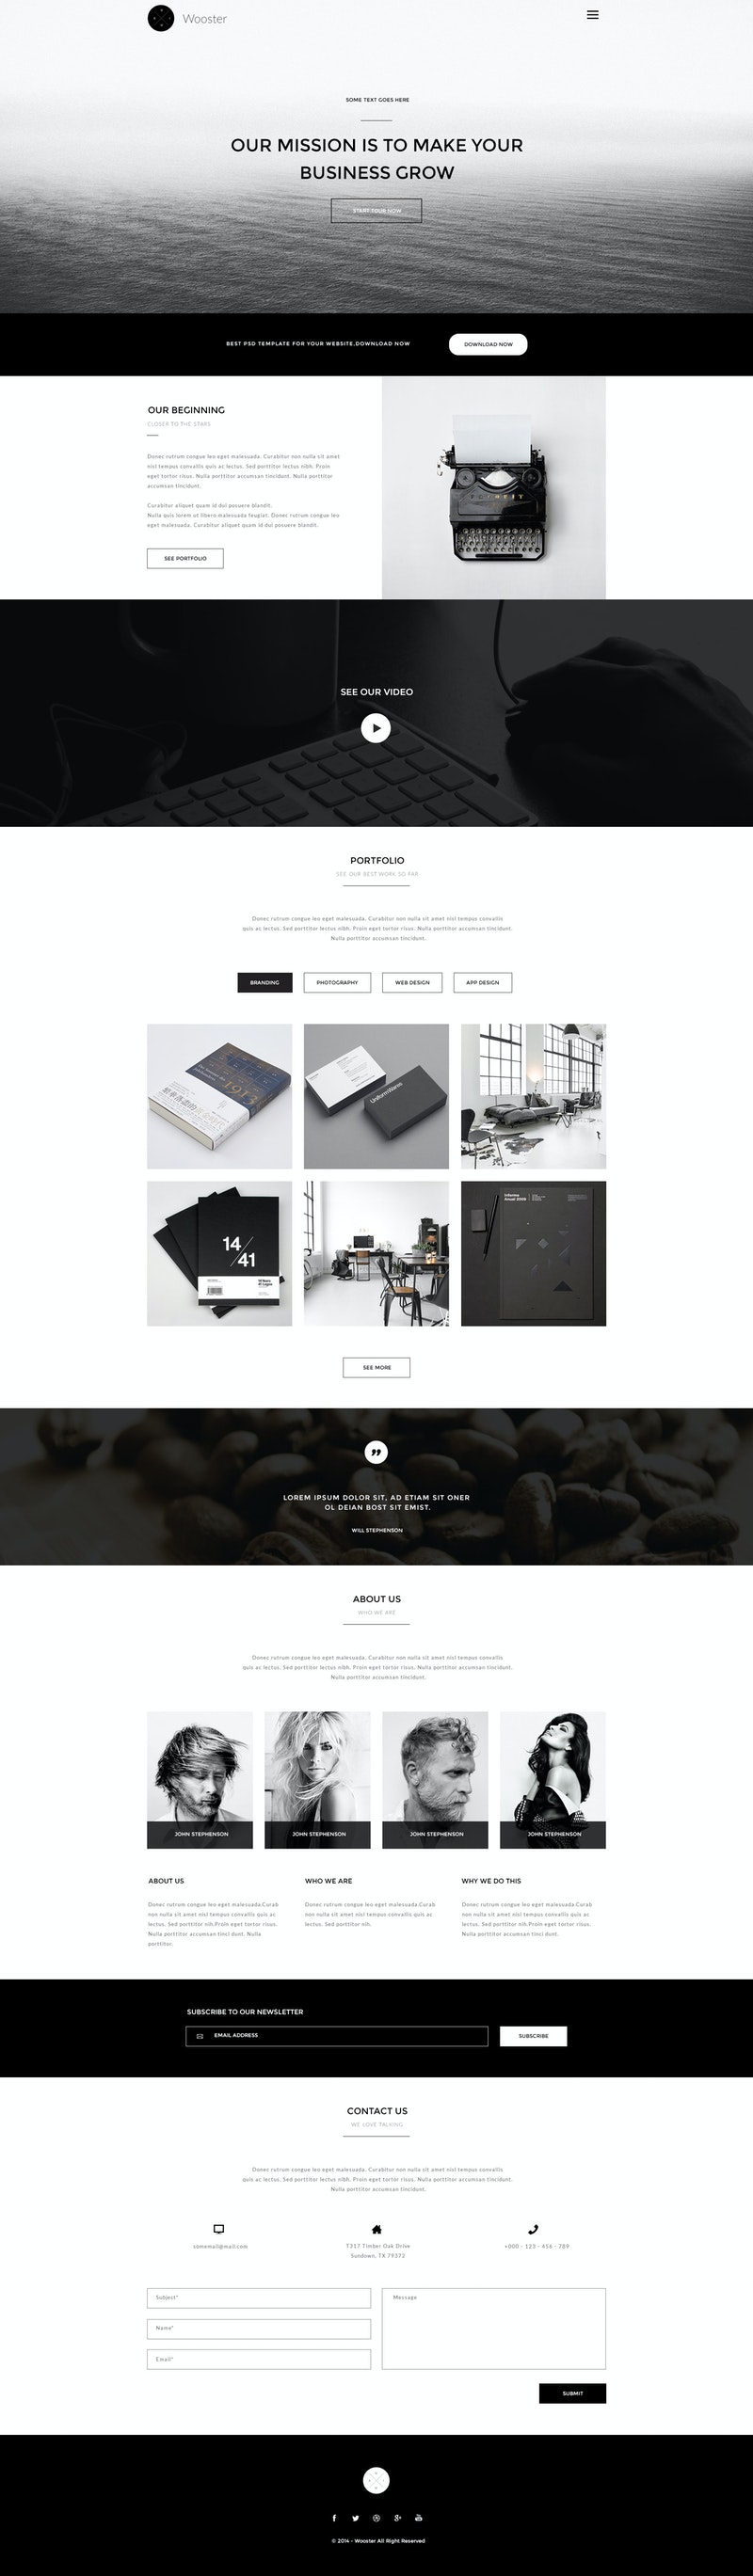 Wooster
SOME TEXT GOES HERE
OUR MISSION IS TO MAKE YOUR
BUSINESS GROW
START TOUR NOW
BEST PSD TEMPLATE FOR YOUR WEBSITE,DOWNLOAD NOW
DOWNLOAD NOW
OUR BEGINNING
CLOSER TO THE STARS
Donec rutrum congue leo eget malesuada. Curabitur non nulla sit amet
nisl tempus convallis quis ac lectus. Sed porttitor lectus nibh. Proin
eget tortor risus. Nulla porttitor accumsan tincidunt. Nulla porttitor
accumsan tincidunt.
Curabitur aliquet quam id dui posuere blandit.
Nulla quis lorem ut libero malesuada feugiat. Donec rutrum congue leo
eget malesuada. Curabitur aliquet quam id dui posuere blandit.
SEE PORTFOLIO
SEE OUR VIDEO
PORTFOLIO
SEE OUR BEST WORK SO FAR
Donec rutrum congue leo eget malesuada. Curabitur non nulla sit amet nisl tempus convallis
quis ac lectus. Sed porttitor lectus nibh. Proin eget tortor risus. Nulla porttitor accumsan tincidunt.
Nulla porttitor accumsan tincidunt.
BRANDING
PHOTOGRAPHY
WEB DESIGN
APP DESIGN
1913
UniformWares
14
41
Informe
Anual 2009
SEE MORE
LOREM IPSUM DOLOR SIT, AD ETIAM SIT ONER
OL DEIAN BOST SIT EMIST.
WILL STEPHENSON
ABOUT US
WHO WE ARE
Donec rutrum congue leo eget malesuada. Curabitur non nulla sit amet nisl tempus convallis
quis ac lectus. Sed porttitor lectus nibh. Proin eget tortor risus. Nulla porttitor accumsan tincidunt.
Nulla porttitor accumsan tincidunt.
JOHN STEPHENSON
JOHN STEPHENSON
JOHN STEPHENSON
JOHN STEPHENSON
ABOUT US
Donec rutrum congue leo eget malesuada.Curab
non nulla sit amet nisl tempus convallis quis ac
lectus. Sed porttitor nih.Proin eget tortor risus.
Nulla porttitor accumsan tinci dunt. Nulla
porttitor.
WHO WE ARE
Donec rutrum congue leo eget malesuada.Curab
non nulla sit amet nisl tempus convallis quis ac
lectus. Sed porttitor nih.
WHY WE DO THIS
Donec rutrum congue leo eget malesuada.Curab
non nulla sit amet nisl tempus convallis quis ac
lectus. Sed porttitor nih.Proin eget tortor risus.
Nulla porttitor accumsan tinci dunt.
SUBSCRIBE TO OUR NEWSLETTER
EMAIL ADDRESS
SUBSCRIBE
CONTACT US
WE LOVE TALKING
Donec rutrum congue leo eget malesuada. Curabitur non nulla sit amet nisl tempus convallis
quis ac lectus. Sed porttitor lectus nibh. Proin eget tortor risus. Nulla porttitor accumsan tincidunt.
Nulla porttitor accumsan tincidunt.
somemail@mail.com
T317 Timber Oak Drive
Sundown, TX 79372
+000 - 123 - 456 - 789
Subject*
Name*
Email*
Message
SUBMIT
© 2014 - Wooster All Right Reserved